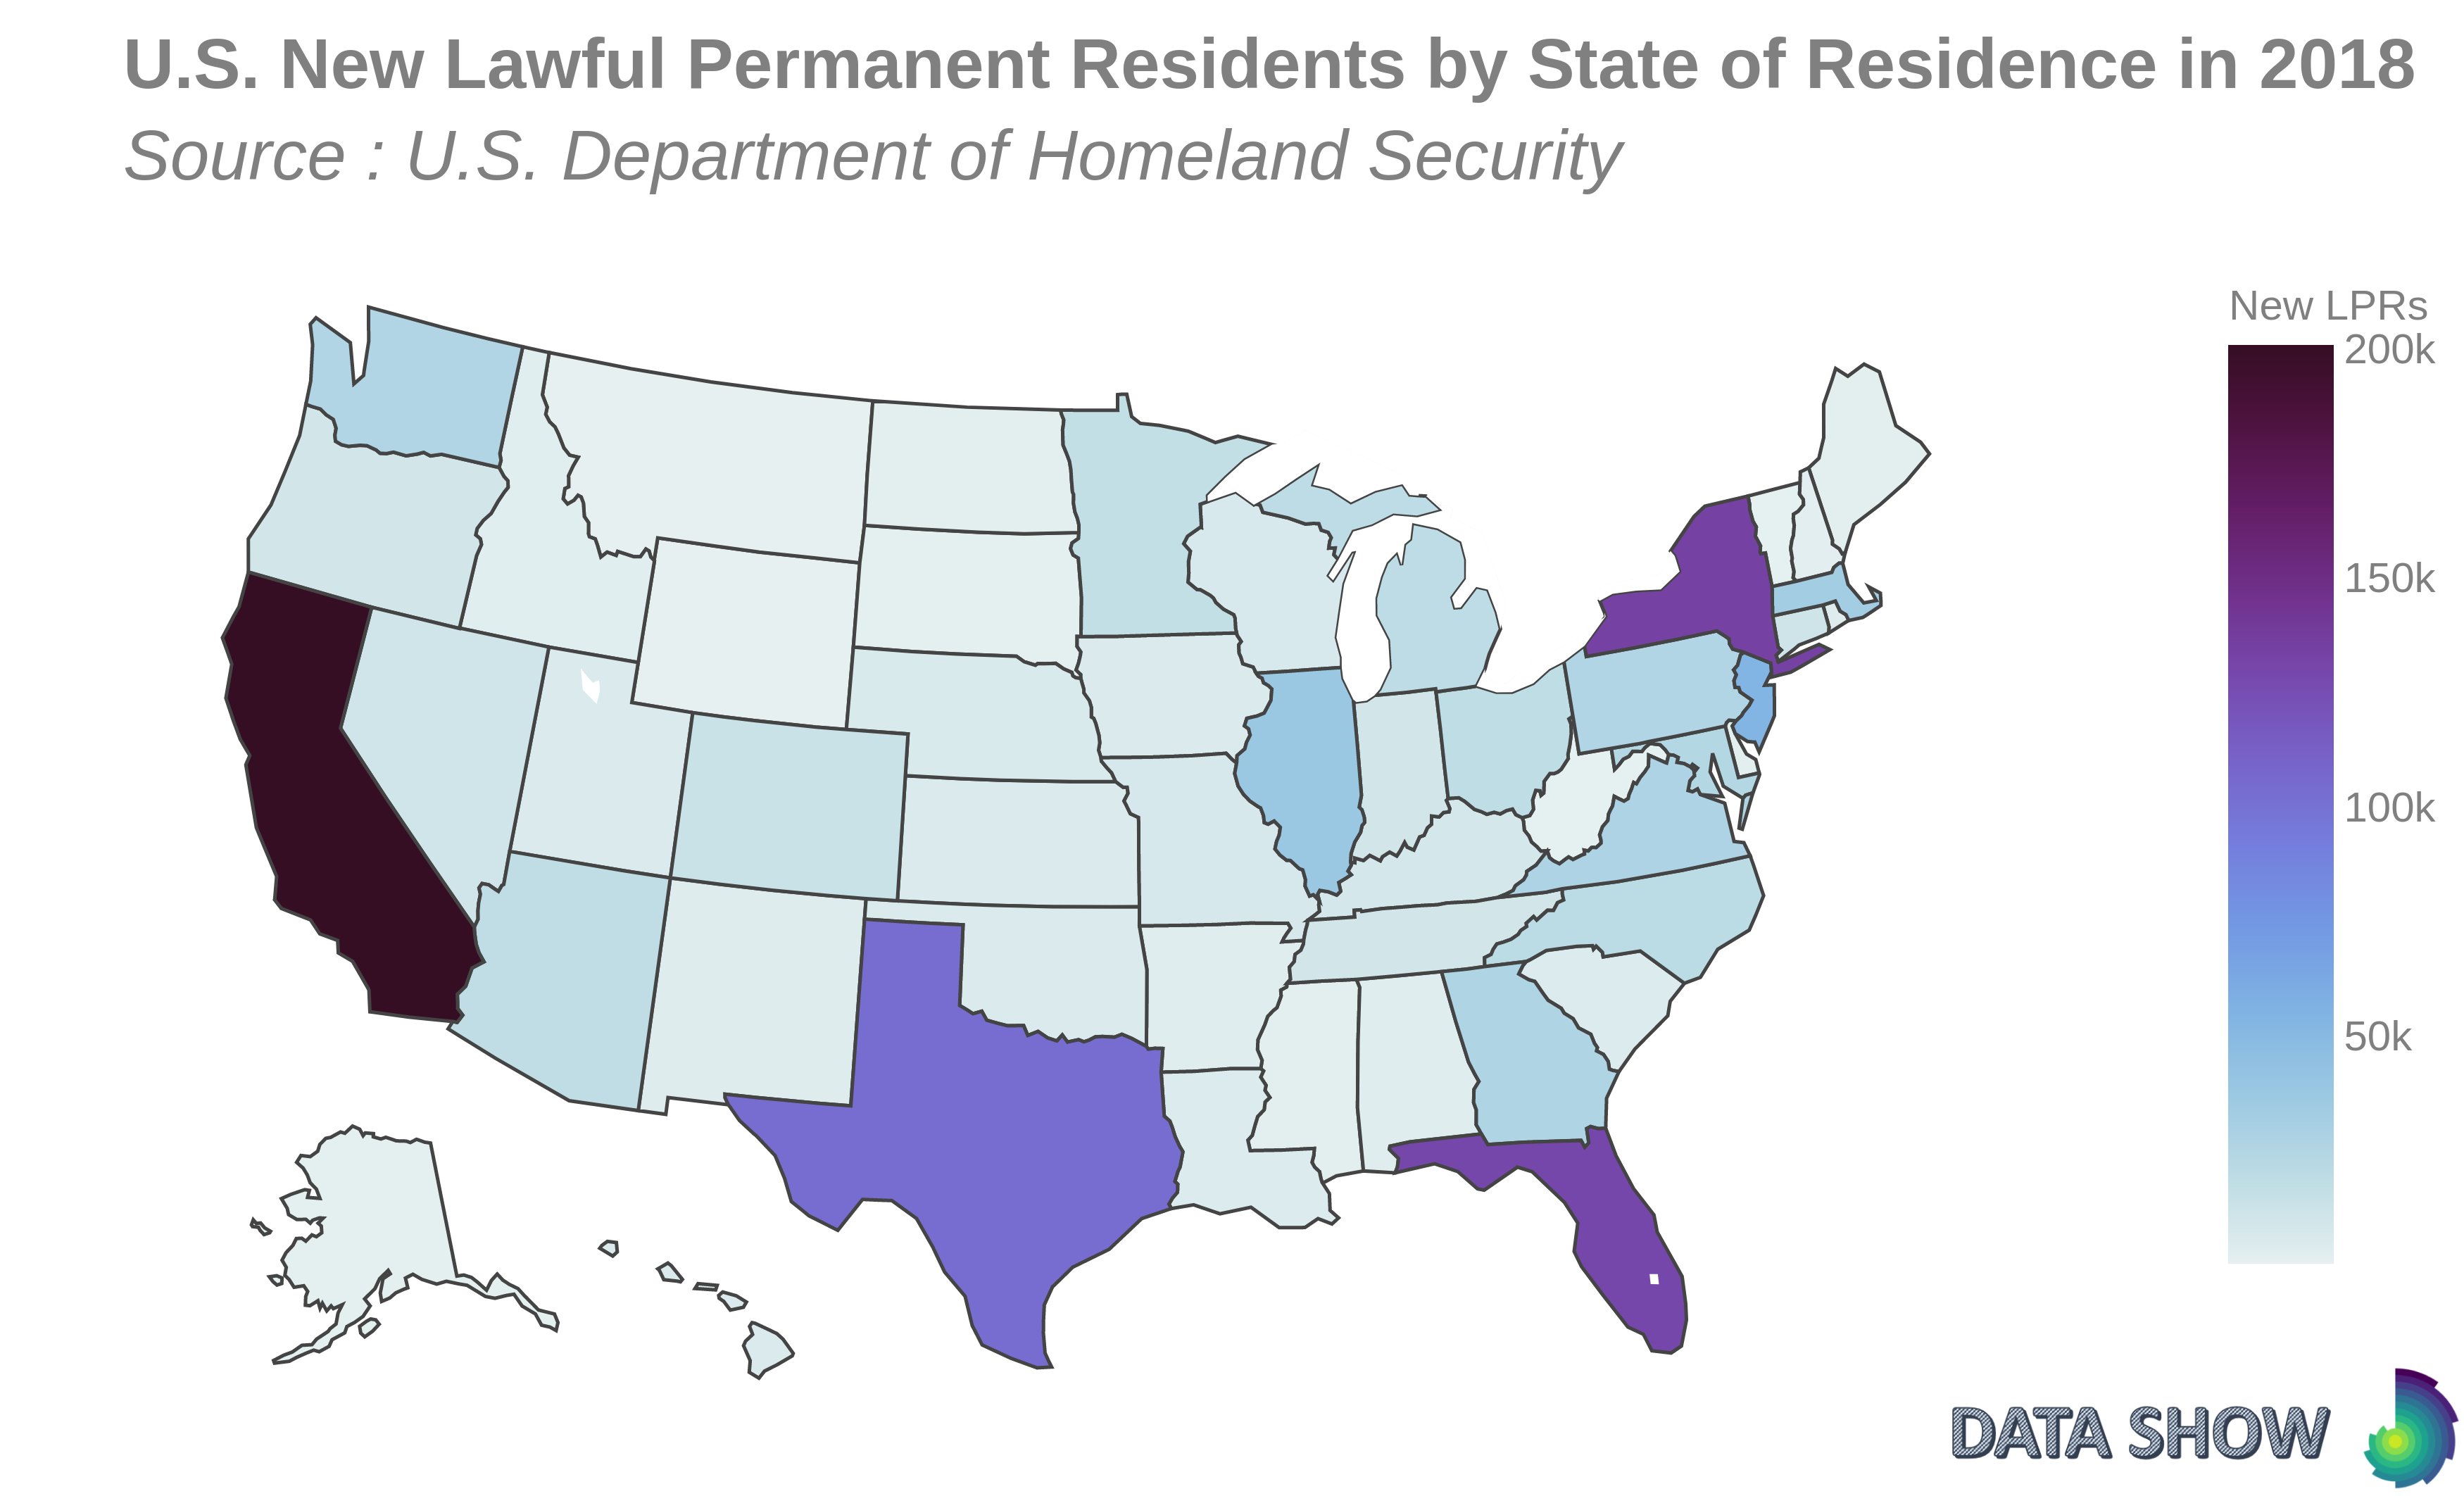 U.S. New Lawful Permanent Residents by State of Residence in 2018
Source : U.S. Department of Homeland Security
New LPRs
200k
150k
100k
50k
DATA SHOW